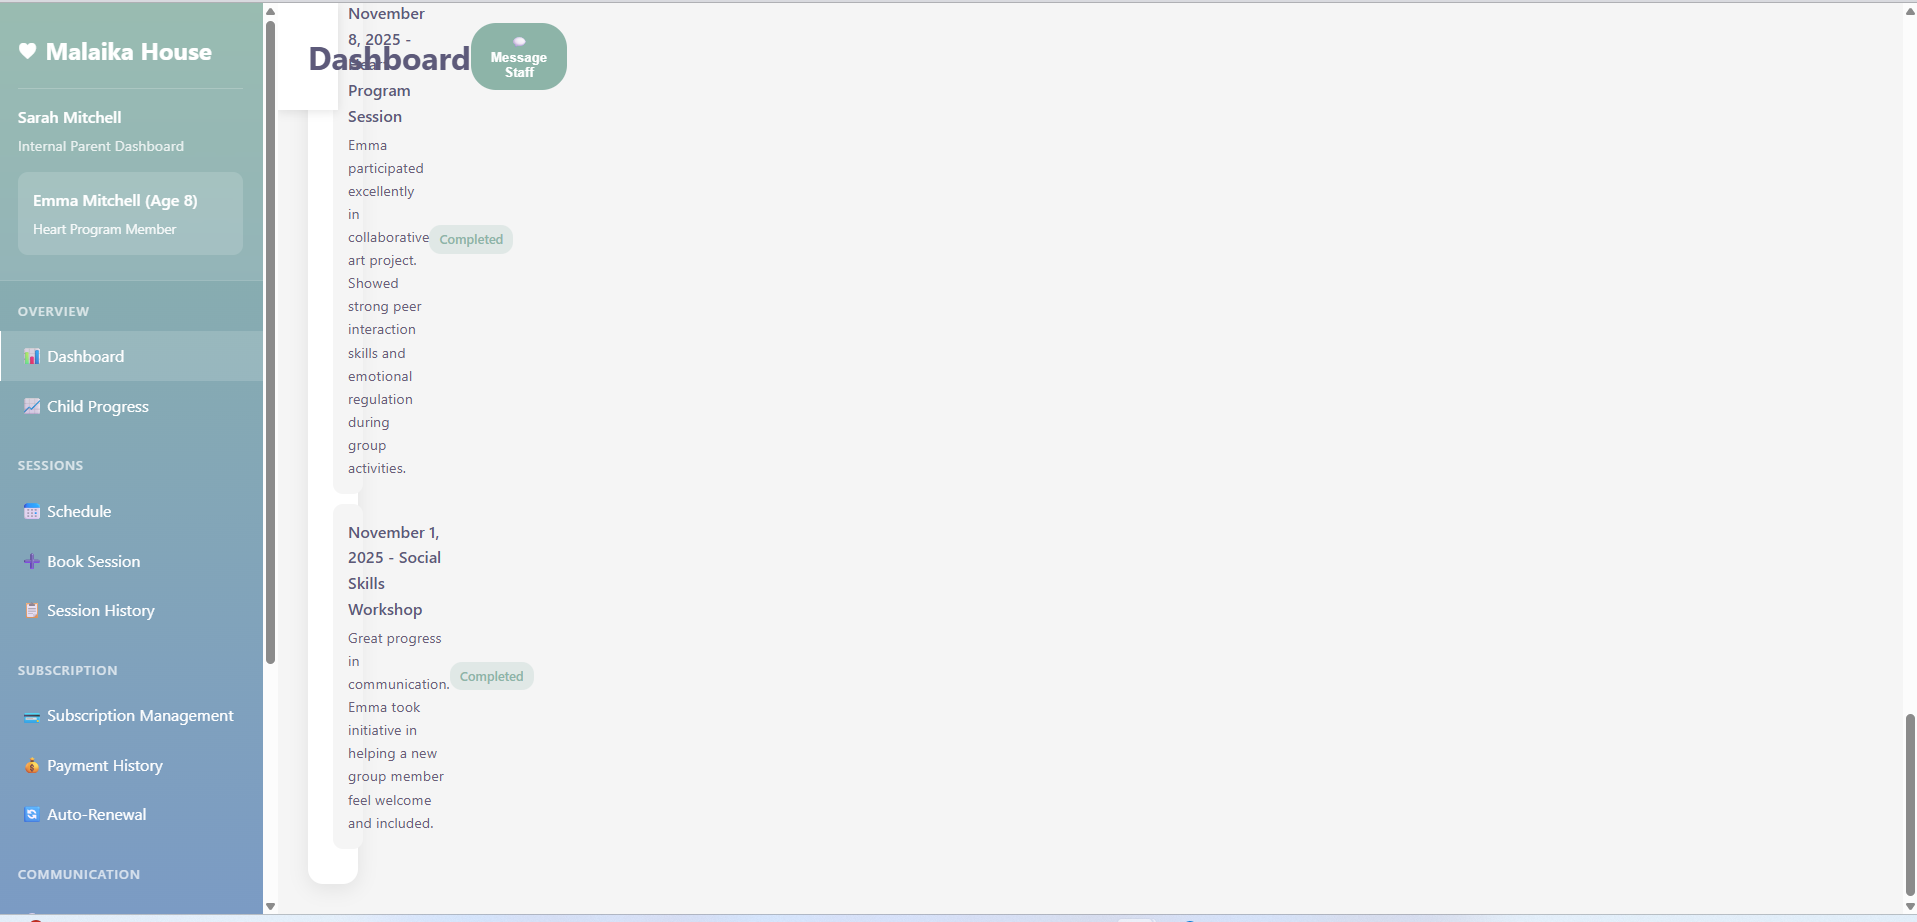 Malaika House
Sarah Mitchell
Internal Parent Dashboard
Emma Mitchell (Age 8)
Heart Program Member
OVERVIEW
Dashboard
Child Progress
SESSIONS
Schedule
Book Session
Session History
SUBSCRIPTION
Subscription Management
Payment History
Auto-Renewal
COMMUNICATION
Dashboard
Message
Staff
November
8, 2025 -
Heart
Program
Session
Emma
participated
excellently
in
collaborative
art project.
Showed
strong peer
interaction
skills and
emotional
regulation
during
group
activities.
Completed
November 1,
2025 - Social
Skills
Workshop
Great progress
in
communication.
Emma took
initiative in
helping a new
group member
feel welcome
and included.
Completed